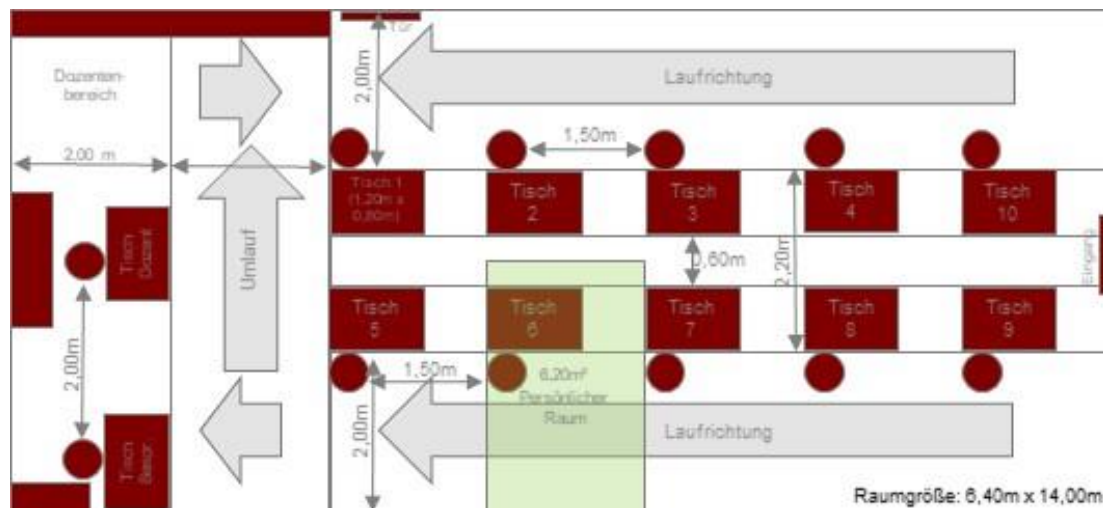 Tür
Dozenten-
bereich
2,00 m
2,00m
Laufrichtung
1,50m
Tisch 1
(1,20m x
0,80m)
Tisch
2
Tisch
3
Tisch
4
Tisch
10
Tisch
Dozent
Umlauf
0,60m
2,20m
Eingang
Tisch
5
Tisch
6
Tisch
7
Tisch
8
Tisch
9
2,00m
1,50m
6,20m²
Persönlicher
Raum
2,00m
Laufrichtung
Tisch
Raumgröße: 6,40m x 14,00m